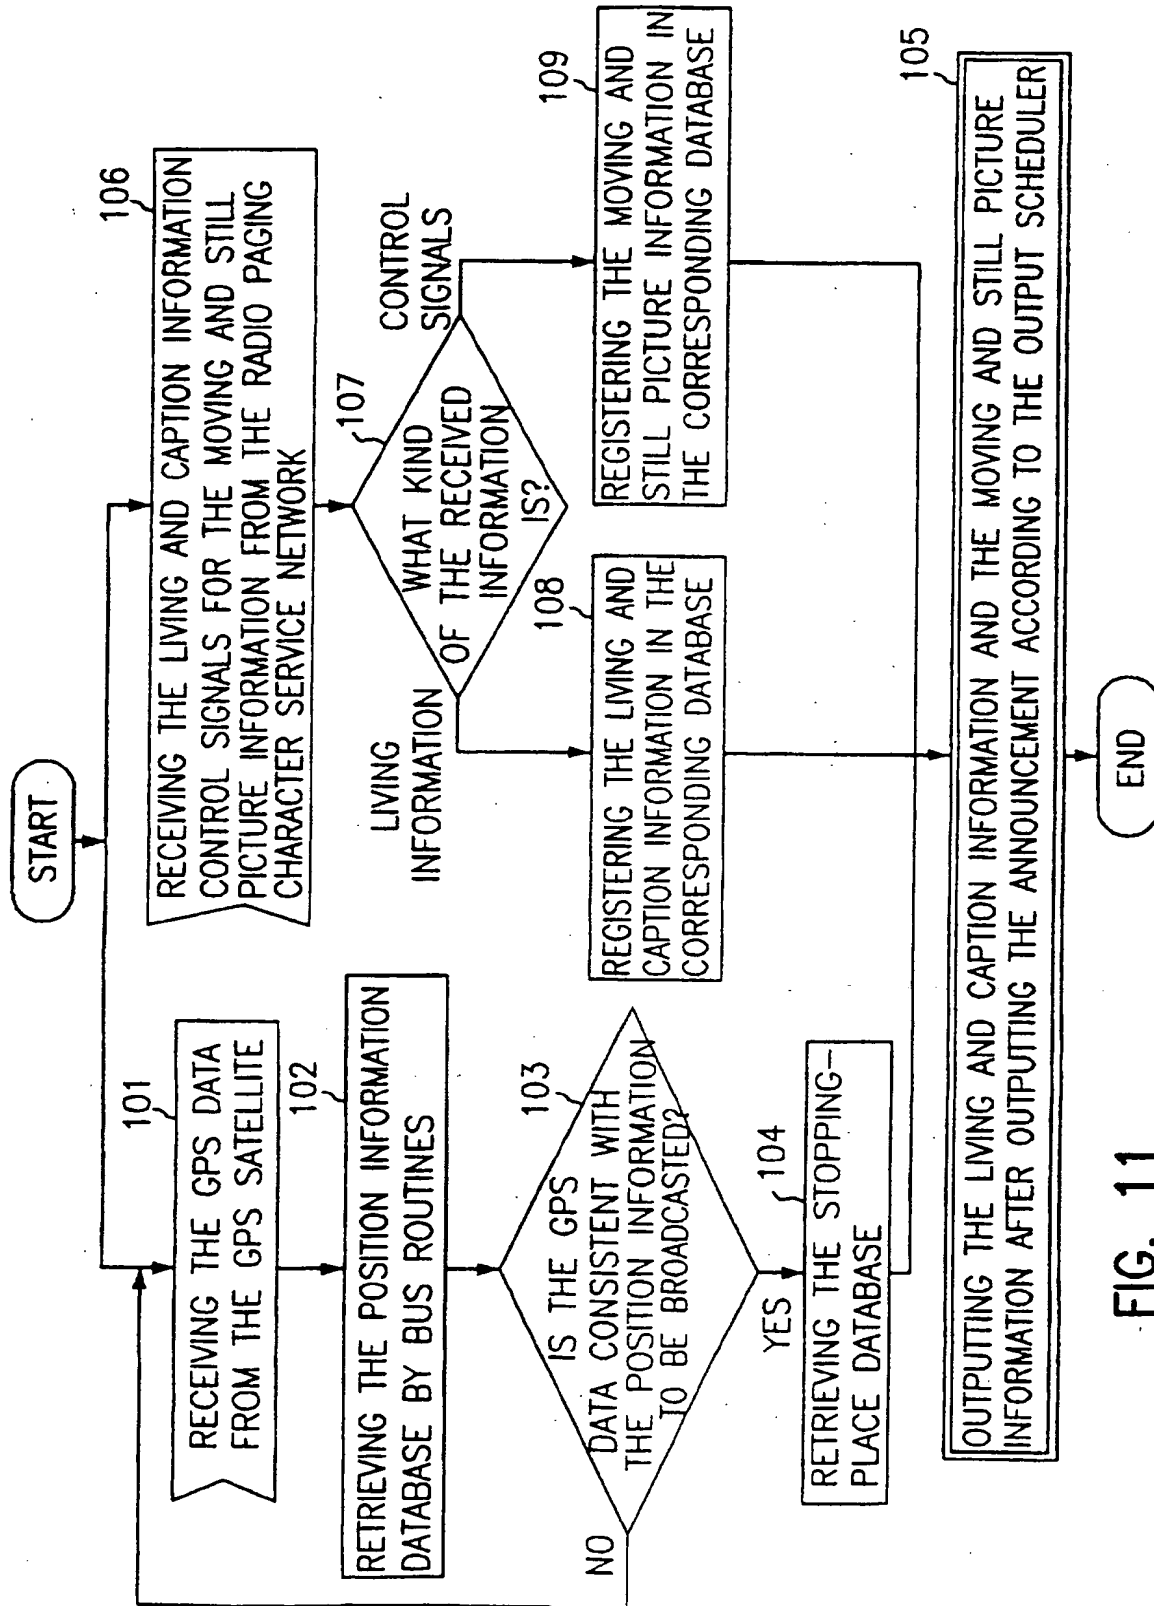 START
101
RECEIVING THE GPS DATA
FROM THE GPS SATELLITE
102
RETRIEVING THE POSITION INFORMATION
DATABASE BY BUS ROUTINES
103
IS THE GPS
DATA CONSISTENT WITH
THE POSITION INFORMATION
TO BE BROADCASTED?
NO
YES
104
RETRIEVING THE STOPPING-
PLACE DATABASE
106
RECEIVING THE LIVING AND CAPTION INFORMATION
CONTROL SIGNALS FOR THE MOVING AND STILL
PICTURE INFORMATION FROM THE RADIO PAGING
CHARACTER SERVICE NETWORK
107
WHAT KIND
OF THE RECEIVED
INFORMATION
IS?
LIVING
INFORMATION
CONTROL
SIGNALS
108
REGISTERING THE LIVING AND
CAPTION INFORMATION IN THE
CORRESPONDING DATABASE
109
REGISTERING THE MOVING AND
STILL PICTURE INFORMATION IN
THE CORRESPONDING DATABASE
105
OUTPUTTING THE LIVING AND CAPTION INFORMATION AND THE MOVING AND STILL PICTURE
INFORMATION AFTER OUTPUTTING THE ANNOUNCEMENT ACCORDING TO THE OUTPUT SCHEDULER
END
FIG. 11